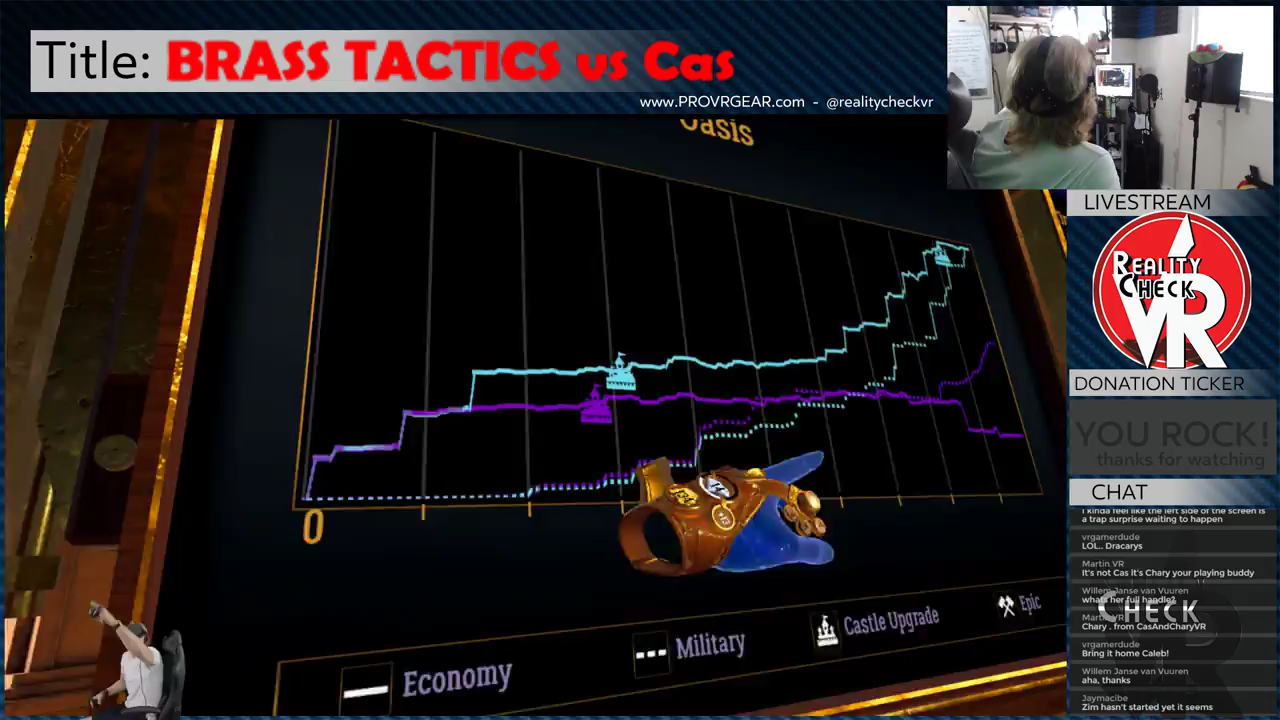 Title: BRASS TACTICS vs Cas
www.PROVRGEAR.com - @realitycheckvr
Oasis
0
Economy
Military
Castle Upgrade
Epic
LIVESTREAM
REALITY
CHECK
VR
DONATION TICKER
YOU ROCK!
thanks for watching
CHAT
I kinda feel like the left side of the screen is
a trap surprise waiting to happen
vrgamerdude
LOL.. Dracarys
Martin VR
It's not Cas it's Chary your playing buddy
Willem Janse van Vuuren
whats her full handle?
Martin VR
Chary . from CasAndCharyVR
CHECK
vrgamerdude
Bring it home Caleb!
Willem Janse van Vuuren
aha, thanks
Jaymacibe
Zim hasn't started yet it seems